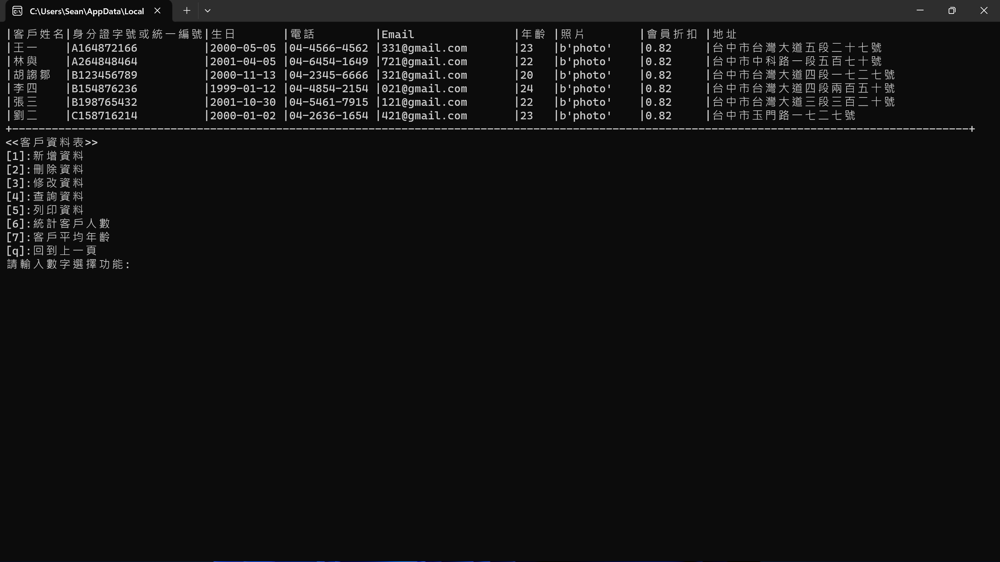 C:\Users\Sean\AppData\Local
|客戶姓名|身分證字號或統一編號|生日 |電話 |Email |年齡 |照片 |會員折扣 |地址
|王一 |A164872166 |2000-05-05 |04-4566-4562 |331@gmail.com |23 |b'photo' |0.82 |台中市台灣大道五段二十七號
|林與 |A264848464 |2001-04-05 |04-6454-1649 |721@gmail.com |22 |b'photo' |0.82 |台中市中科路一段五百七十號
|胡謅鄒 |B123456789 |2000-11-13 |04-2345-6666 |321@gmail.com |20 |b'photo' |0.82 |台中市台灣大道四段一七二七號
|李四 |B154876236 |1999-01-12 |04-4854-2154 |021@gmail.com |24 |b'photo' |0.82 |台中市台灣大道四段兩百五十號
|張三 |B198765432 |2001-10-30 |04-5461-7915 |121@gmail.com |22 |b'photo' |0.82 |台中市台灣大道三段三百二十號
|劉二 |C158716214 |2000-01-02 |04-2636-1654 |421@gmail.com |23 |b'photo' |0.82 |台中市玉門路一七二七號
+--------------------------------------------------------------------------------------------------------------------------------------------------+
<<客戶資料表>>
[1]:新增資料
[2]:刪除資料
[3]:修改資料
[4]:查詢資料
[5]:列印資料
[6]:統計客戶人數
[7]:客戶平均年齡
[q]:回到上一頁
請輸入數字選擇功能: